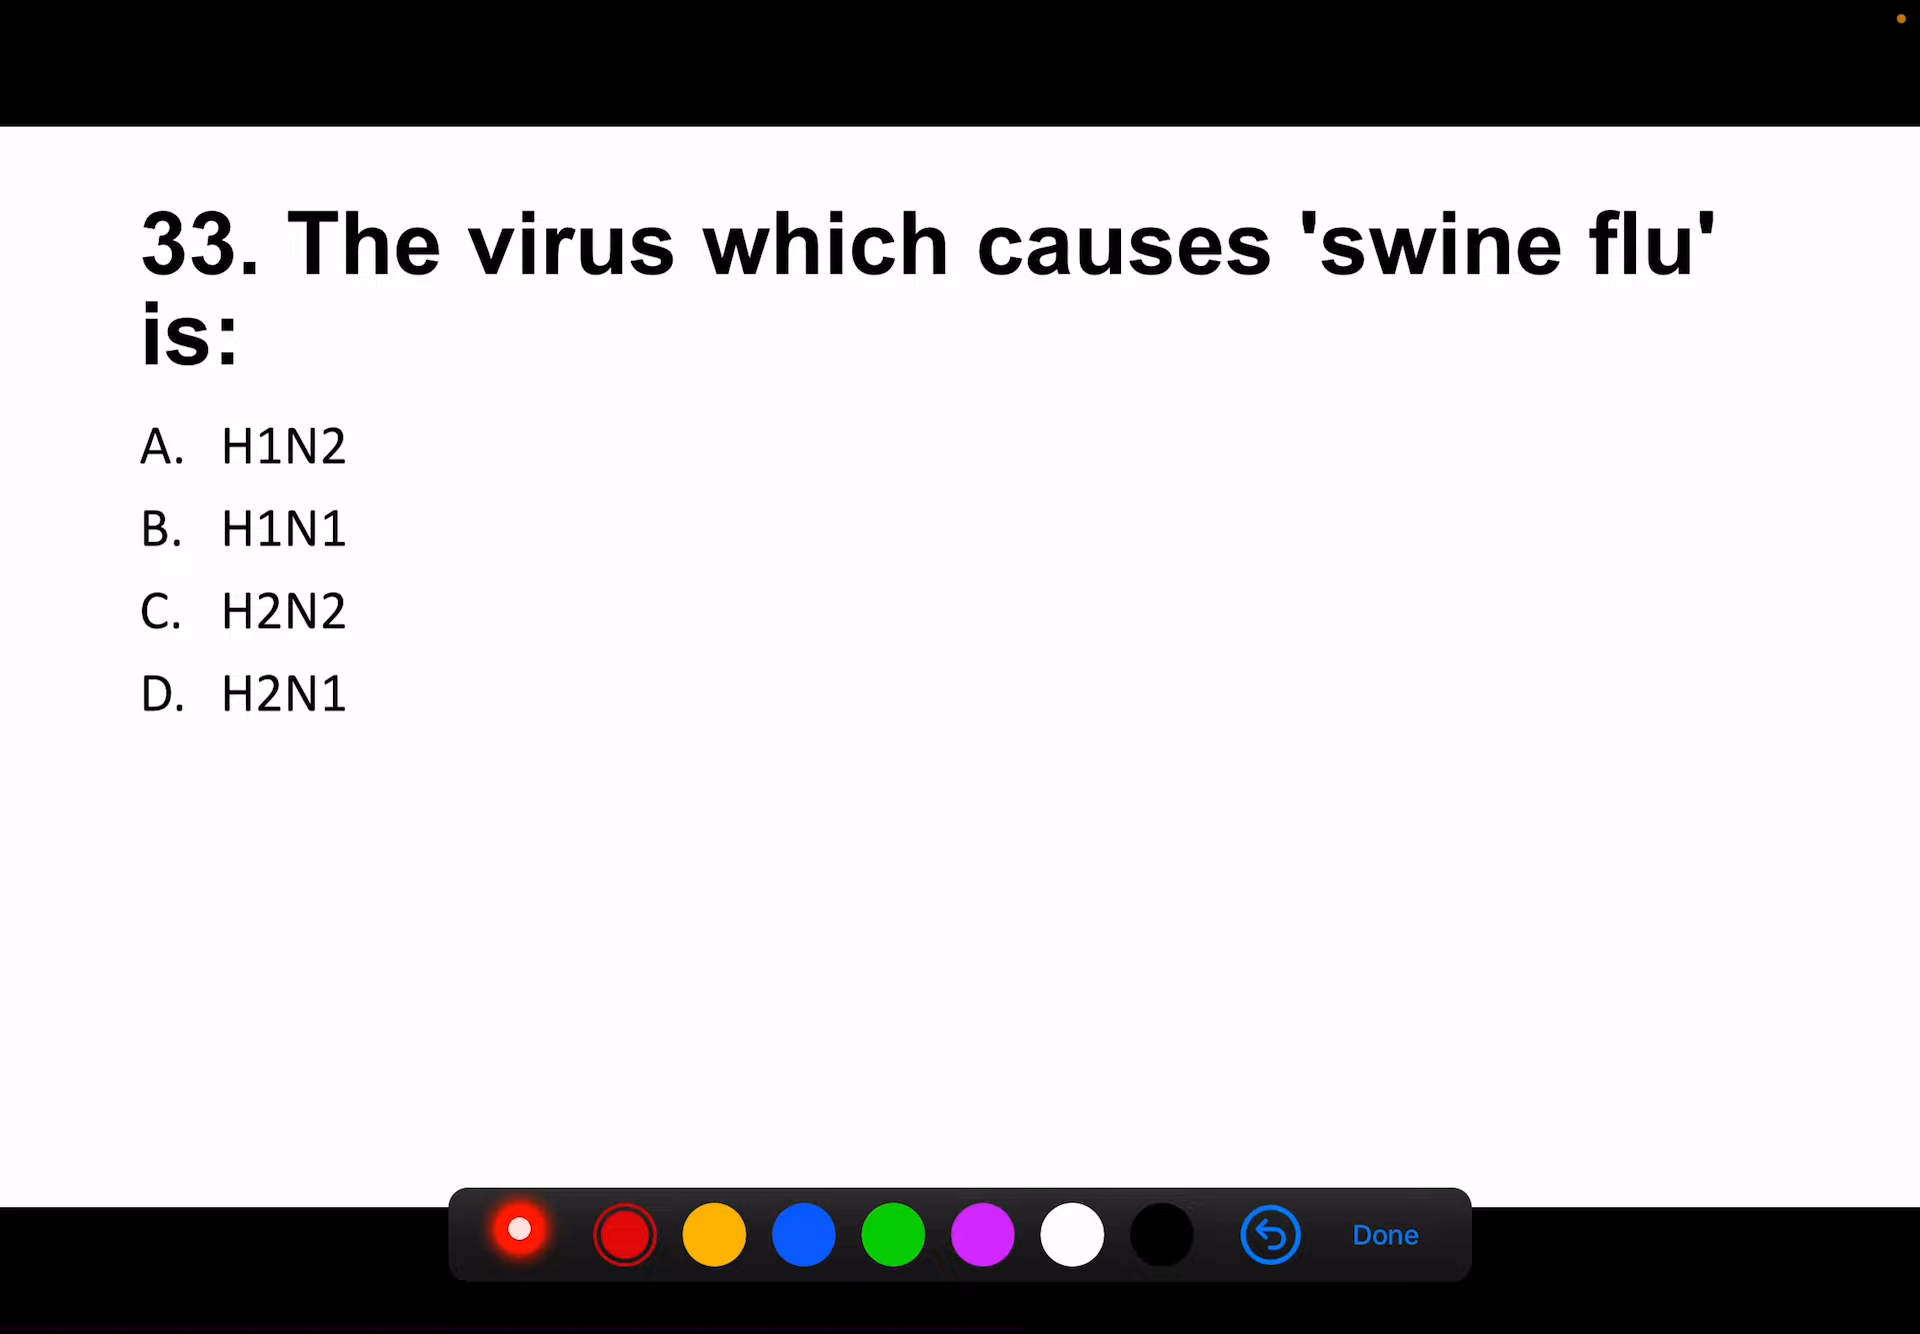 33. The virus which causes 'swine flu'
is:
A. H1N2
B. H1N1
C. H2N2
D. H2N1
Done